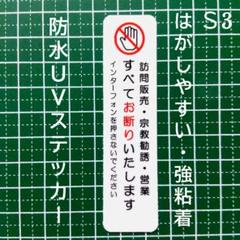 S3
はがしやすい・強粘着
訪問販売・宗教勧誘・営業
すべてお断りいたします
インターフォンを押さないでください
防水UVステッカー